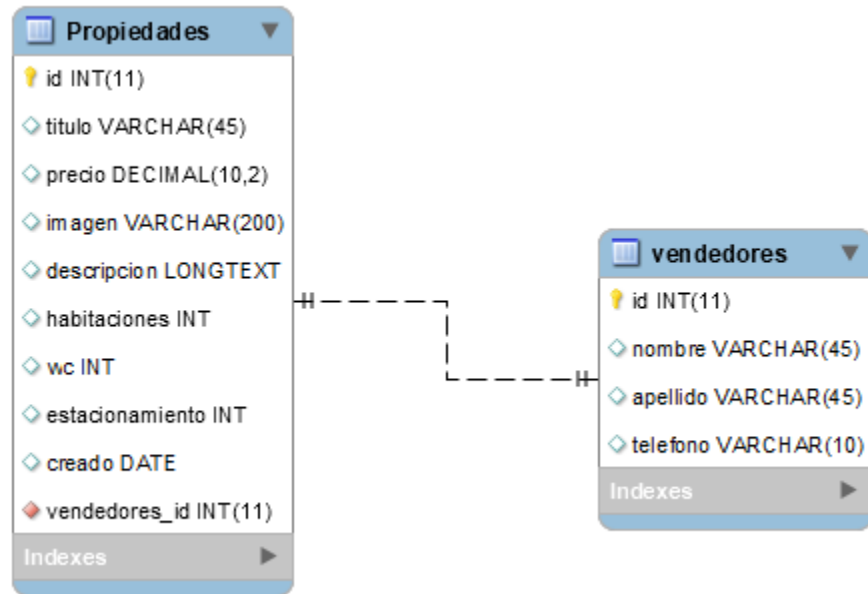 Propiedades
id INT(11)
titulo VARCHAR(45)
precio DECIMAL(10,2)
imagen VARCHAR(200)
descripcion LONGTEXT
habitaciones INT
wc INT
estacionamiento INT
creado DATE
vendedores_id INT(11)
Indexes
vendedores
id INT(11)
nombre VARCHAR(45)
apellido VARCHAR(45)
telefono VARCHAR(10)
Indexes